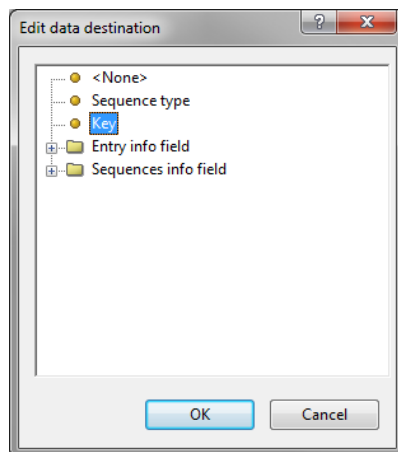 Edit data destination
<None>
Sequence type
Key
Entry info field
Sequences info field
OK
Cancel